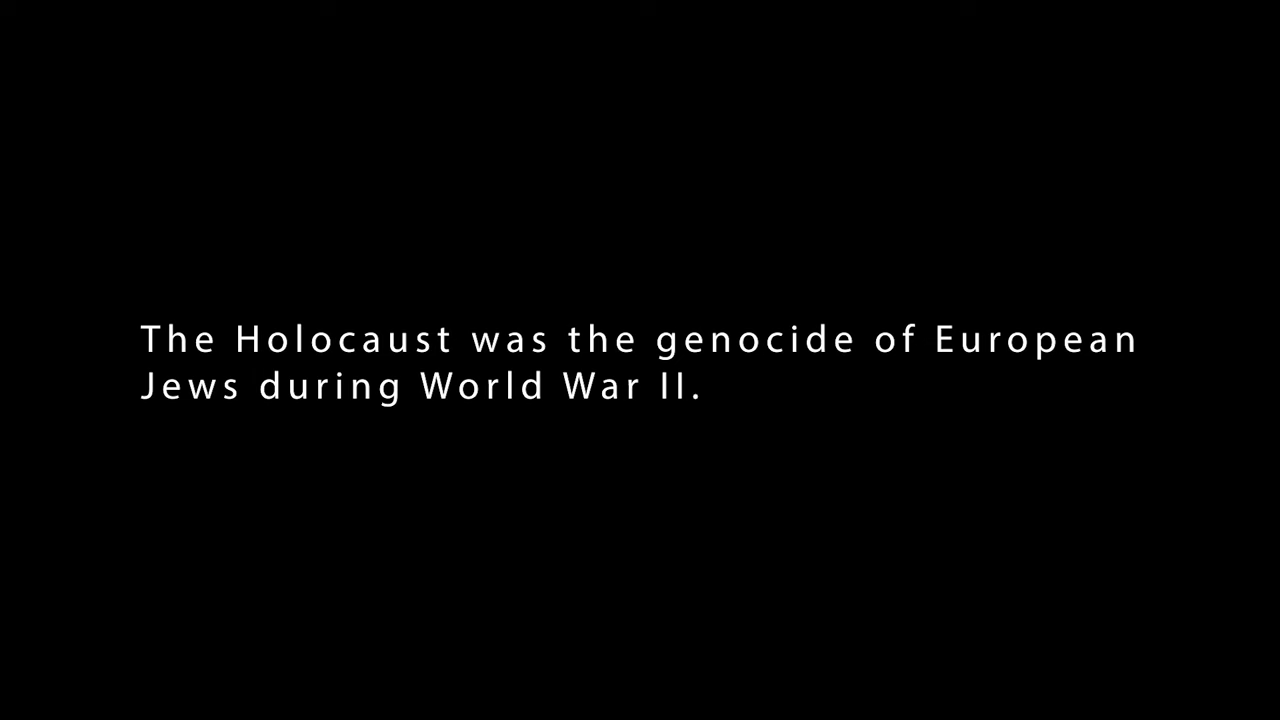 The Holocaust was the genocide of European
Jews during World War II.